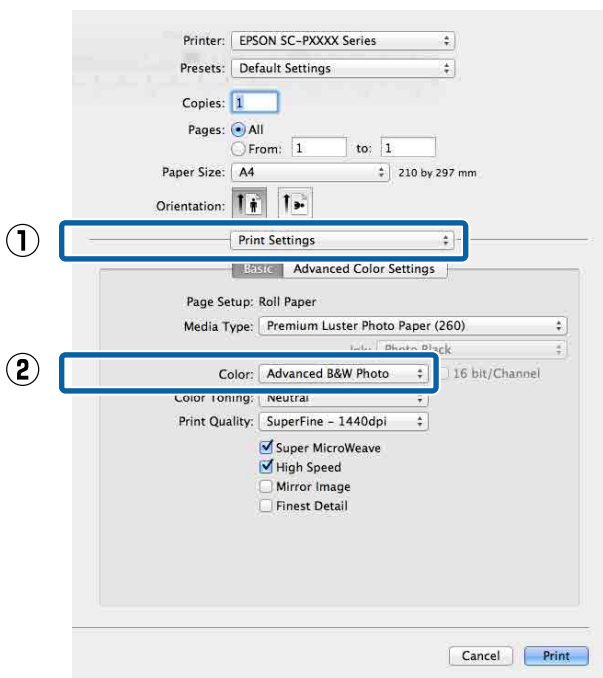 Printer: EPSON SC-PXXXX Series
Presets: Default Settings
Copies: 1
Pages: All
From: 1 to: 1
Paper Size: A4 210 by 297 mm
Orientation:
1
Print Settings
Basic Advanced Color Settings
Page Setup: Roll Paper
Media Type: Premium Luster Photo Paper (260)
Ink: Photo Black
2
Color: Advanced B&W Photo 16 bit/Channel
Color Toning: Neutral
Print Quality: SuperFine - 1440dpi
Super MicroWeave
High Speed
Mirror Image
Finest Detail
Cancel Print